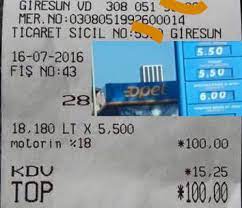 GİRESUN VD 308 051
MER.NO:0308051992600014
TİCARET SİCİL NO: GİRESUN
16-07-2016
FİŞ NO:43
28
opet
5.50
5.50
6.00
18,180 LT X 5,500
motorin %18 *100,00
KDV *15,25
TOP *100,00